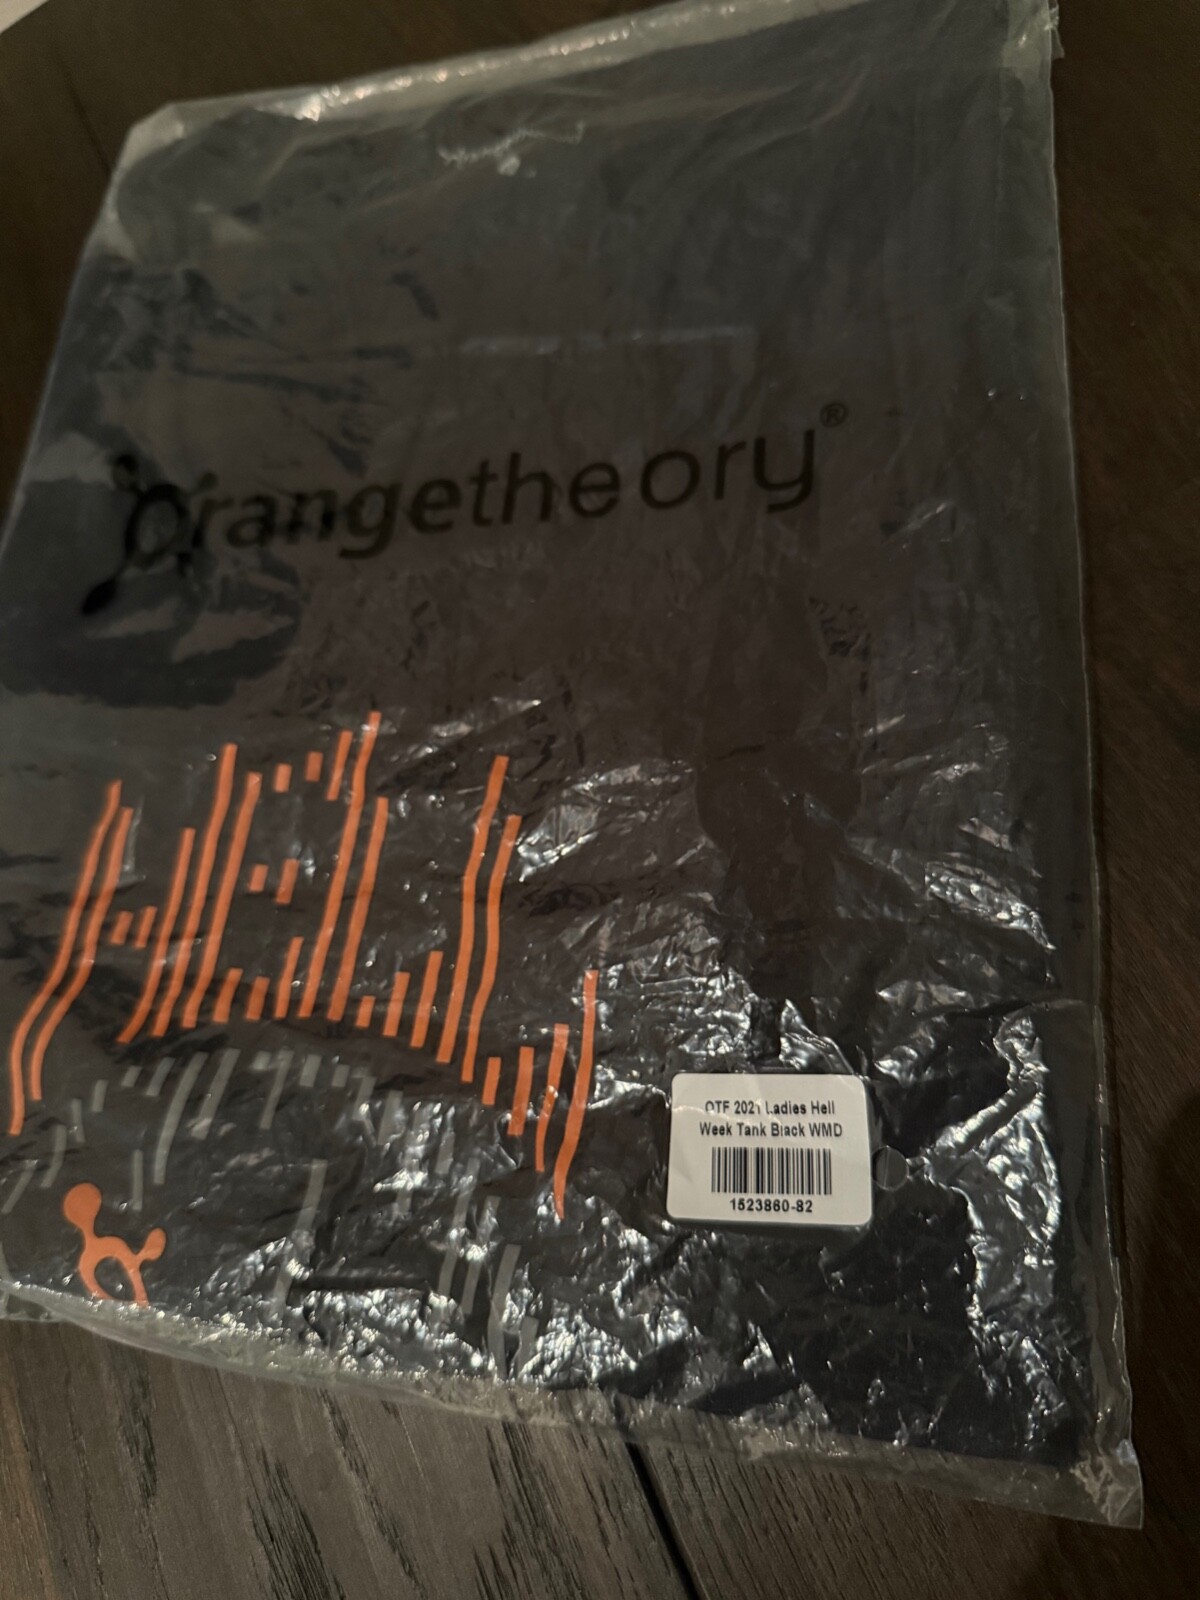 orangetheory®
HELL
OTF 2021 Ladies Hell
Week Tank Black WMD
1523860-82